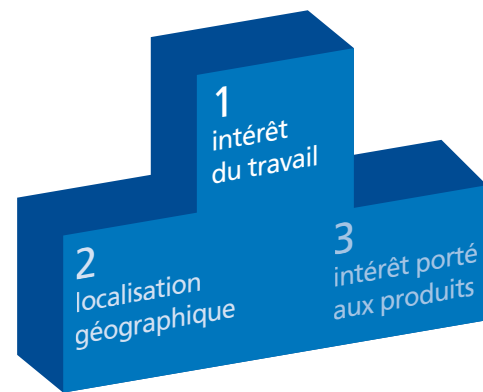 1
intérêt
du travail
2
localisation
géographique
3
intérêt porté
aux produits